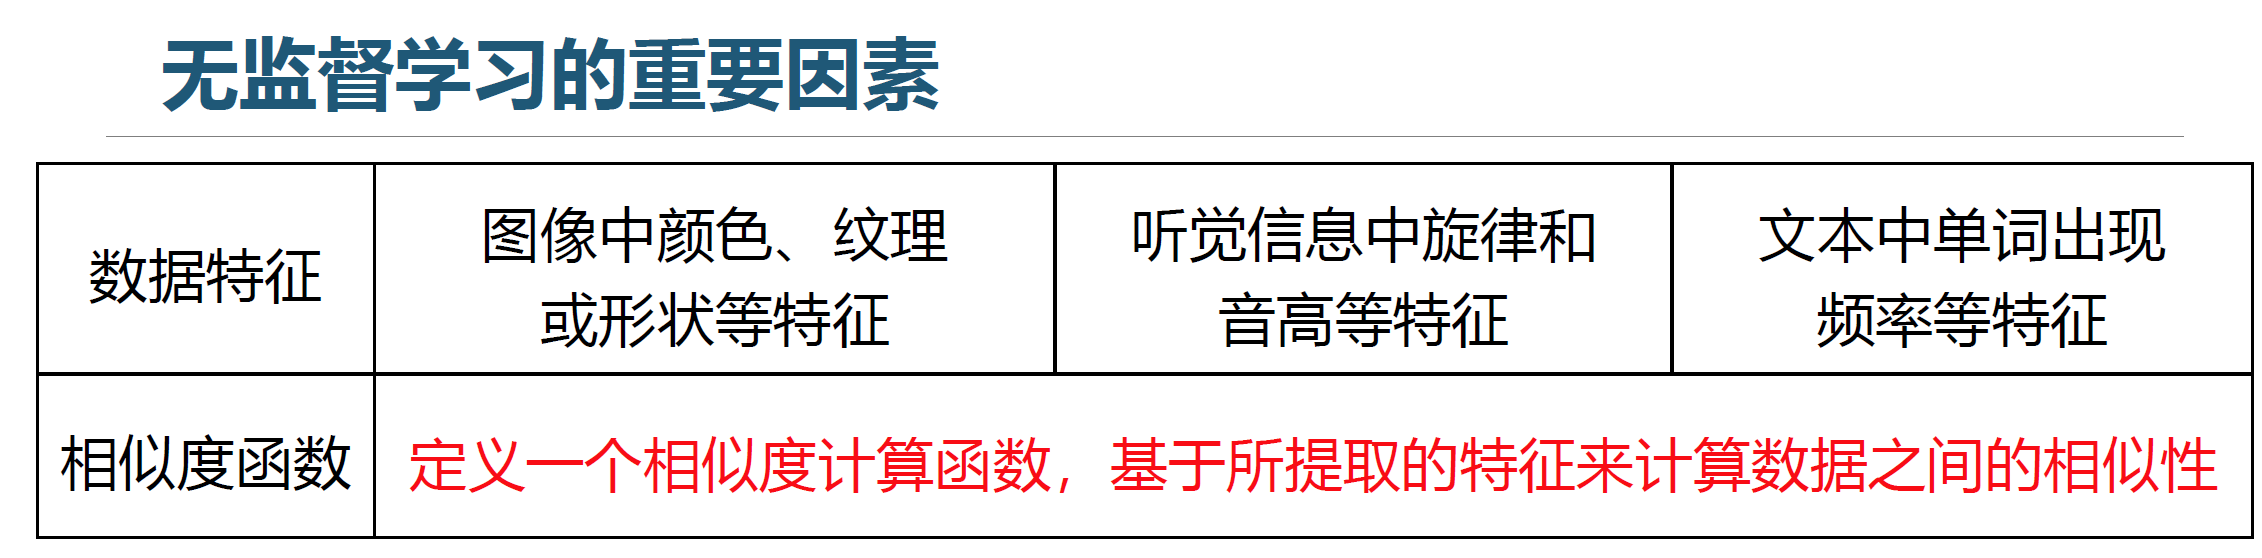 无监督学习的重要因素
数据特征
图像中颜色、纹理
或形状等特征
听觉信息中旋律和
音高等特征
文本中单词出现
频率等特征
相似度函数
定义一个相似度计算函数，基于所提取的特征来计算数据之间的相似性